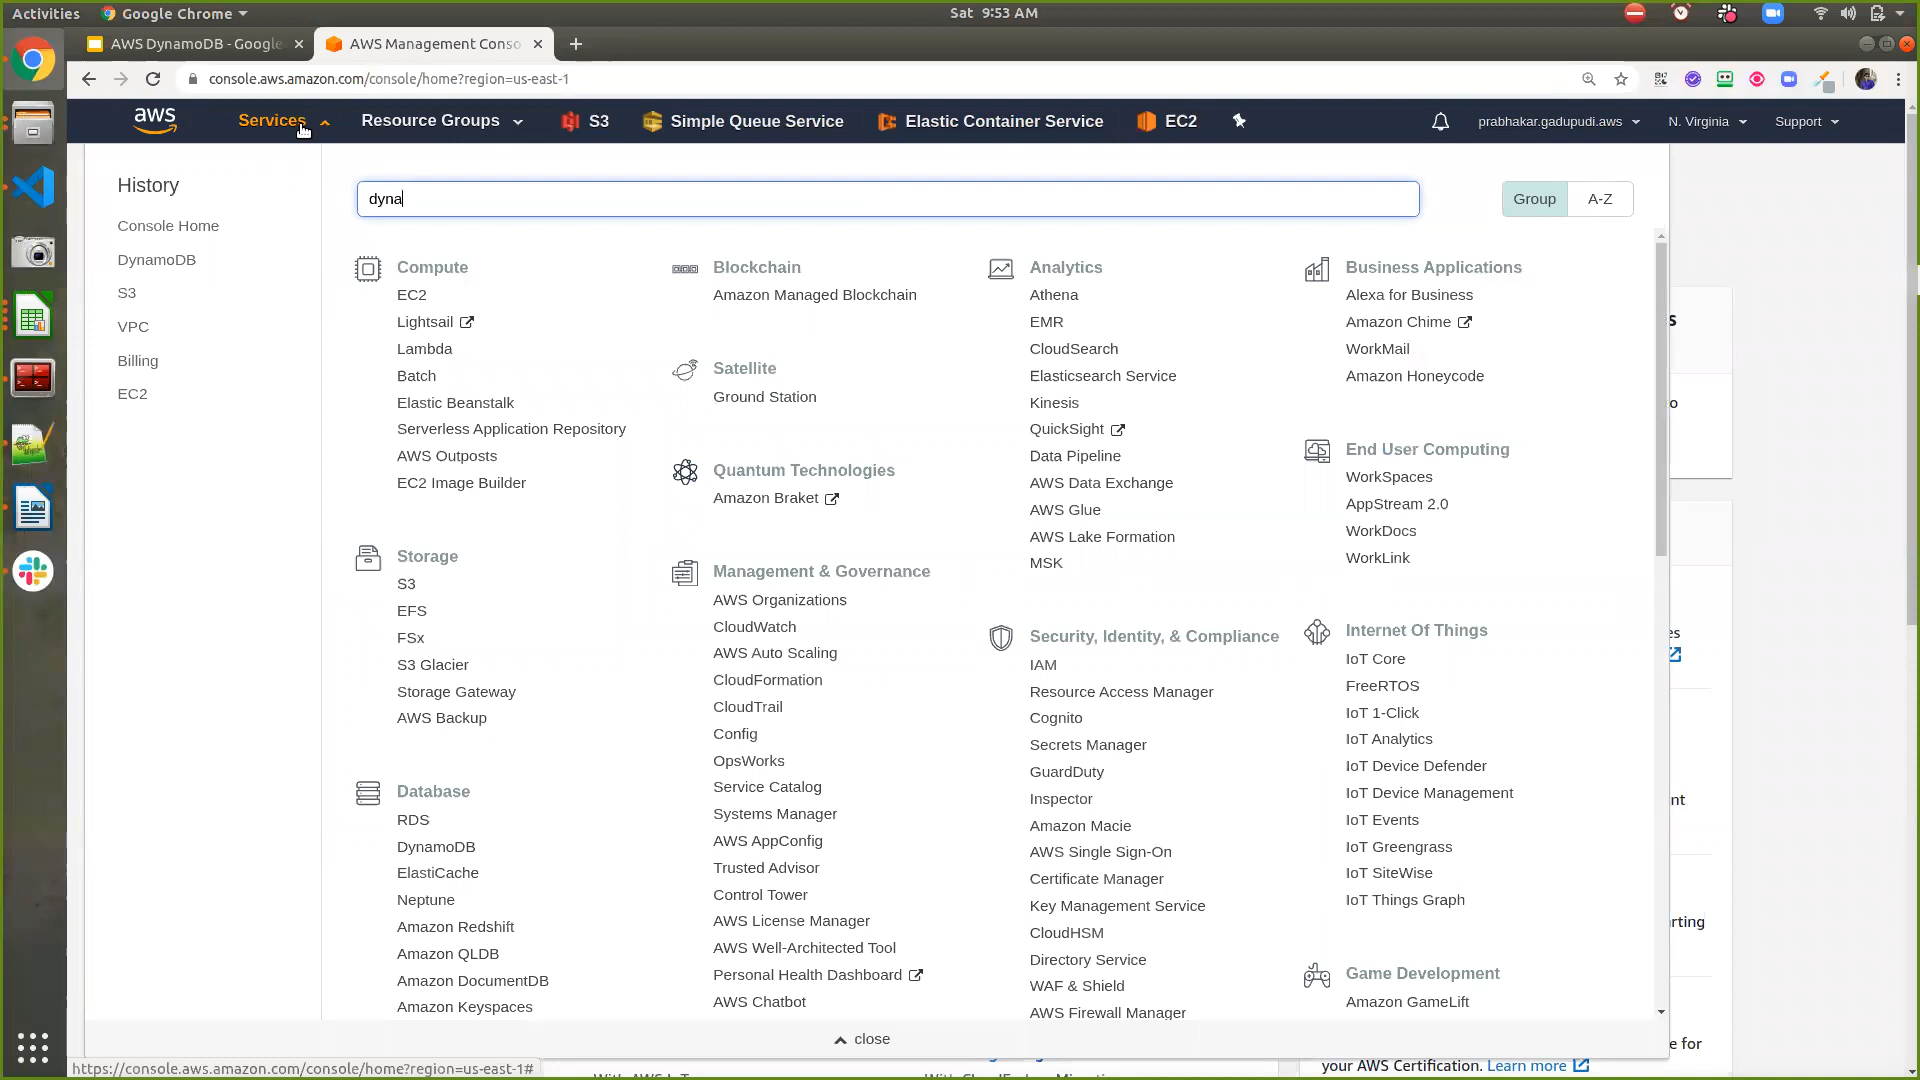 Activities
Google Chrome
Sat 9:53 AM
AWS DynamoDB - Google
AWS Management Conso
console.aws.amazon.com/console/home?region=us-east-1
aws
Services
Resource Groups
S3
Simple Queue Service
Elastic Container Service
EC2
prabhakar.gadupudi.aws
N. Virginia
Support
History
Console Home
DynamoDB
S3
VPC
Billing
EC2
dyna
Group
A-Z
Compute
EC2
Lightsail
Lambda
Batch
Elastic Beanstalk
Serverless Application Repository
AWS Outposts
EC2 Image Builder
Storage
S3
EFS
FSx
S3 Glacier
Storage Gateway
AWS Backup
Database
RDS
DynamoDB
ElastiCache
Neptune
Amazon Redshift
Amazon QLDB
Amazon DocumentDB
Amazon Keyspaces
Blockchain
Amazon Managed Blockchain
Satellite
Ground Station
Quantum Technologies
Amazon Braket
Management & Governance
AWS Organizations
CloudWatch
AWS Auto Scaling
CloudFormation
CloudTrail
Config
OpsWorks
Service Catalog
Systems Manager
AWS AppConfig
Trusted Advisor
Control Tower
AWS License Manager
AWS Well-Architected Tool
Personal Health Dashboard
AWS Chatbot
Analytics
Athena
EMR
CloudSearch
Elasticsearch Service
Kinesis
QuickSight
Data Pipeline
AWS Data Exchange
AWS Glue
AWS Lake Formation
MSK
Security, Identity, & Compliance
IAM
Resource Access Manager
Cognito
Secrets Manager
GuardDuty
Inspector
Amazon Macie
AWS Single Sign-On
Certificate Manager
Key Management Service
CloudHSM
Directory Service
WAF & Shield
AWS Firewall Manager
Business Applications
Alexa for Business
Amazon Chime
WorkMail
Amazon Honeycode
End User Computing
WorkSpaces
AppStream 2.0
WorkDocs
WorkLink
Internet Of Things
IoT Core
FreeRTOS
IoT 1-Click
IoT Analytics
IoT Device Defender
IoT Device Management
IoT Events
IoT Greengrass
IoT SiteWise
IoT Things Graph
Game Development
Amazon GameLift
close
s
o
es
nt
rting
e for
your AWS Certification. Learn more
https://console.aws.amazon.com/console/home?region=us-east-1#